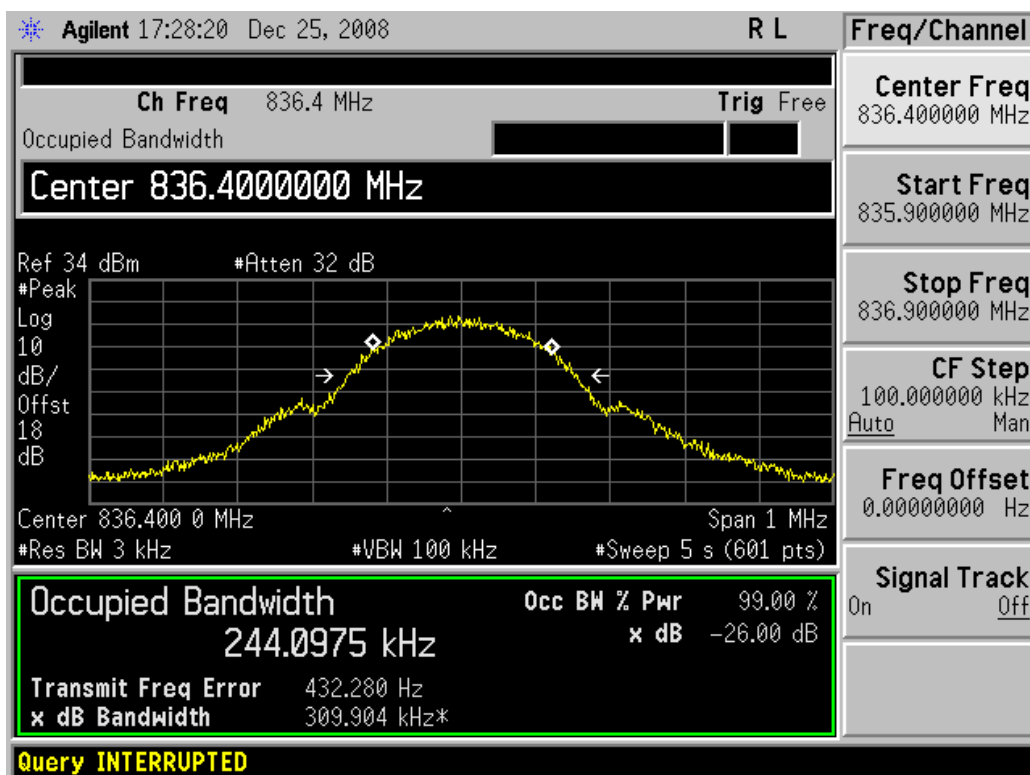 Agilent 17:28:20 Dec 25, 2008 R L
Ch Freq 836.4 MHz Trig Free
Occupied Bandwidth
Center 836.4000000 MHz
Ref 34 dBm #Atten 32 dB
#Peak
Log
10
dB/
Offst
18
dB
Center 836.400 0 MHz Span 1 MHz
#Res BW 3 kHz #VBW 100 kHz #Sweep 5 s (601 pts)
Occupied Bandwidth Occ BW % Pwr 99.00 %
244.0975 kHz x dB -26.00 dB
Transmit Freq Error 432.280 Hz
x dB Bandwidth 309.904 kHz*
Query INTERRUPTED
Freq/Channel
Center Freq
836.400000 MHz
Start Freq
835.900000 MHz
Stop Freq
836.900000 MHz
CF Step
100.000000 kHz
Auto Man
Freq Offset
0.00000000 Hz
Signal Track
On Off